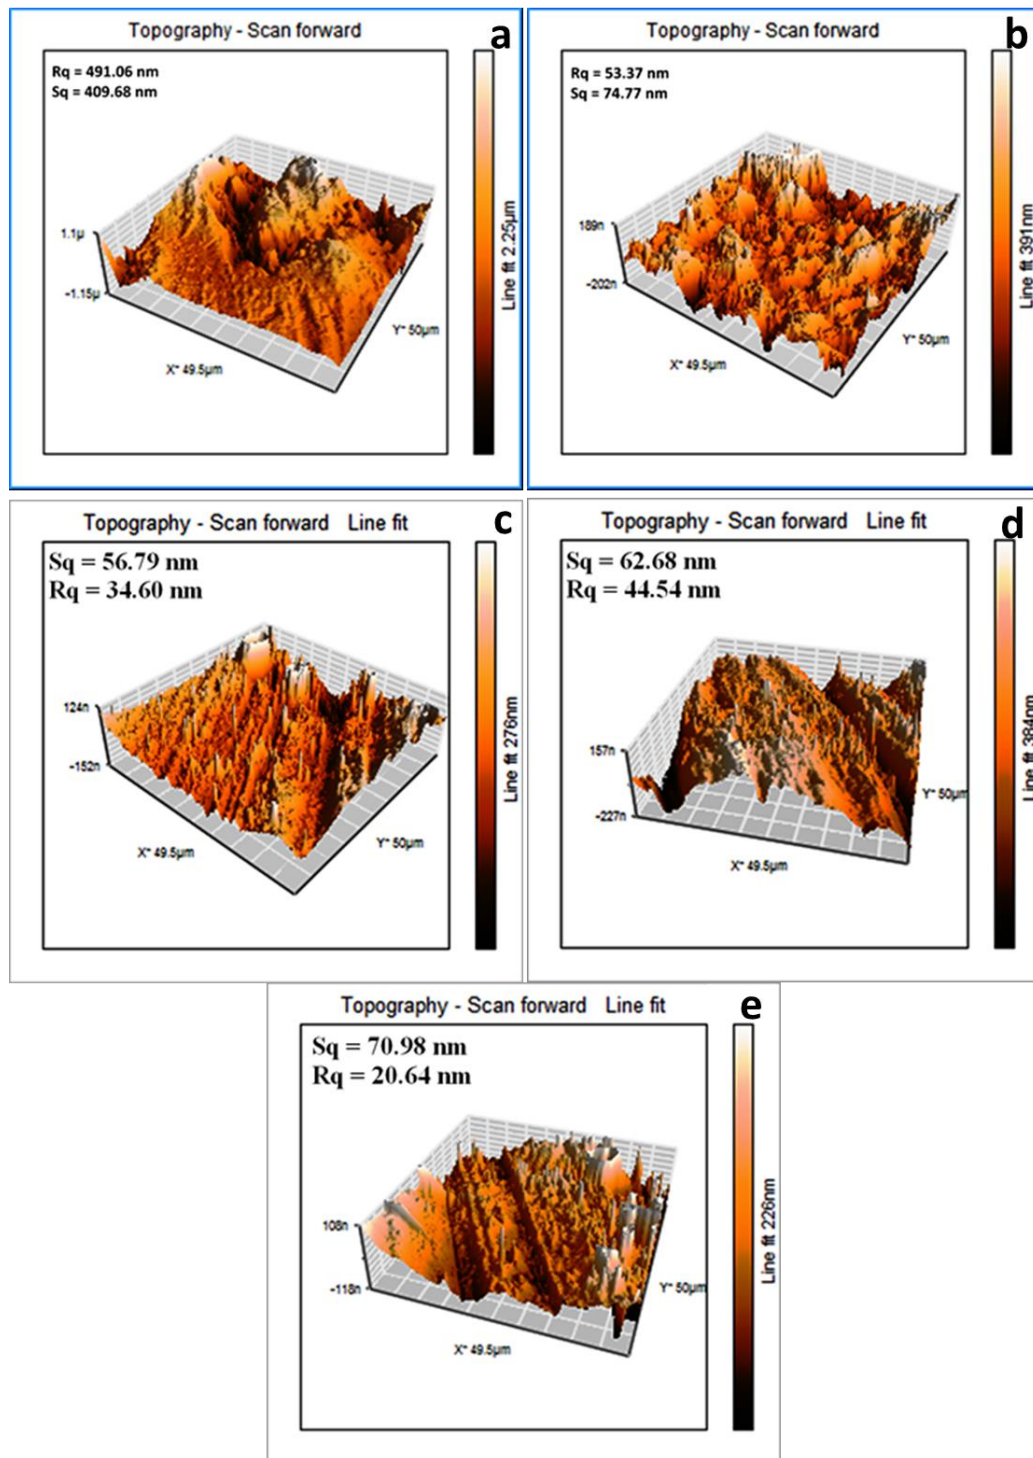 Topography - Scan forward
a
Rq = 491.06 nm
Sq = 409.68 nm
1.1µ
-1.15µ
X* 49.5µm
Y* 50µm
Line fit 2.25µm
Topography - Scan forward
b
Rq = 53.37 nm
Sq = 74.77 nm
189n
-202n
X* 49.5µm
Y* 50µm
Line fit 391nm
Topography - Scan forward Line fit
c
Sq = 56.79 nm
Rq = 34.60 nm
124n
-152n
X* 49.5µm
Y* 50µm
Line fit 276nm
Topography - Scan forward Line fit
d
Sq = 62.68 nm
Rq = 44.54 nm
157n
-227n
X* 49.5µm
Y* 50µm
Line fit 384nm
Topography - Scan forward Line fit
e
Sq = 70.98 nm
Rq = 20.64 nm
108n
-118n
X* 49.5µm
Y* 50µm
Line fit 226nm